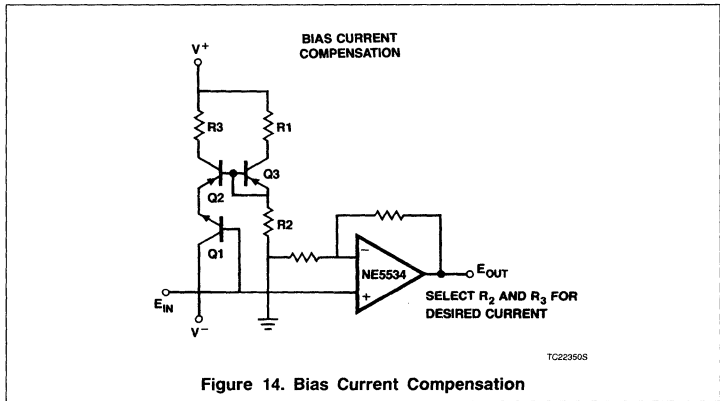 BIAS CURRENT
COMPENSATION
V+
R3
R1
Q2
Q3
Q1
R2
−
NE5534
+
EOUT
EIN
V−
SELECT R2 AND R3 FOR
DESIRED CURRENT
TC22350S
Figure 14. Bias Current Compensation